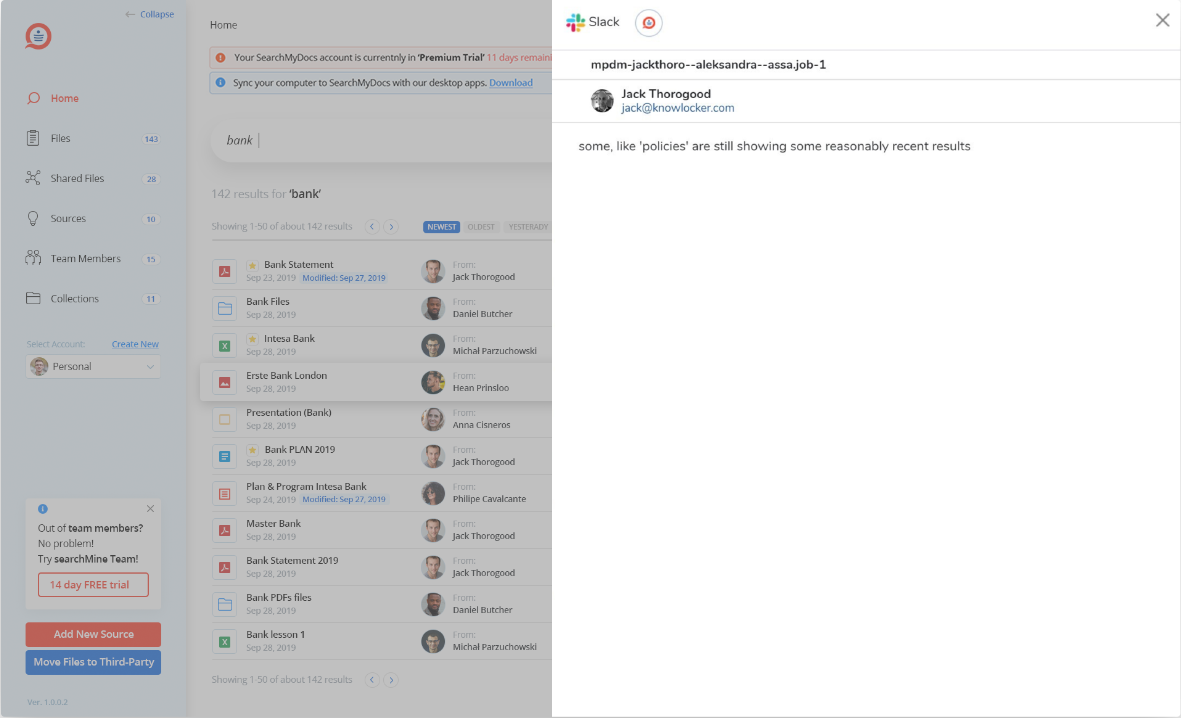 Collapse
Home
Files 143
Shared Files 28
Sources 10
Team Members 15
Collections 11
Select Account: Create New
Personal
Out of team members?
No problem!
Try searchMine Team!
14 day FREE trial
Add New Source
Move Files to Third-Party
Ver. 1.0.0.2
Home
Your SearchMyDocs account is currently in 'Premium Trial' 11 days remaini
Sync your computer to SearchMyDocs with our desktop apps. Download
bank
142 results for 'bank'
Showing 1-50 of about 142 results NEWEST OLDEST YESTERADY
Bank Statement From:
Sep 23, 2019 Modified: Sep 27, 2019 Jack Thorogood
Bank Files From:
Sep 28, 2019 Daniel Butcher
Intesa Bank From:
Sep 28, 2019 Michał Parzuchowski
Erste Bank London From:
Sep 28, 2019 Hean Prinsloo
Presentation (Bank) From:
Sep 28, 2019 Anna Cisneros
Bank PLAN 2019 From:
Sep 28, 2019 Jack Thorogood
Plan & Program Intesa Bank From:
Sep 24, 2019 Modified: Sep 27, 2019 Philipe Cavalcante
Master Bank From:
Sep 28, 2019 Jack Thorogood
Bank Statement 2019 From:
Sep 28, 2019 Jack Thorogood
Bank PDFs files From:
Sep 28, 2019 Daniel Butcher
Bank lesson 1 From:
Sep 28, 2019 Michał Parzuchowski
Showing 1-50 of about 142 results
Slack
mpdm-jackthoro--aleksandra--assa.job-1
Jack Thorogood
jack@knowlocker.com
some, like 'policies' are still showing some reasonably recent results